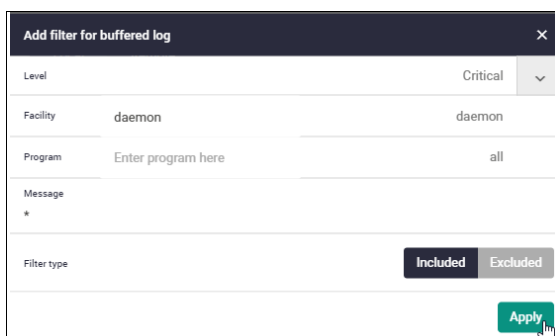 Add filter for buffered log ×
Level Critical
Facility daemon daemon
Program Enter program here all
Message
*
Filter type Included Excluded
Apply